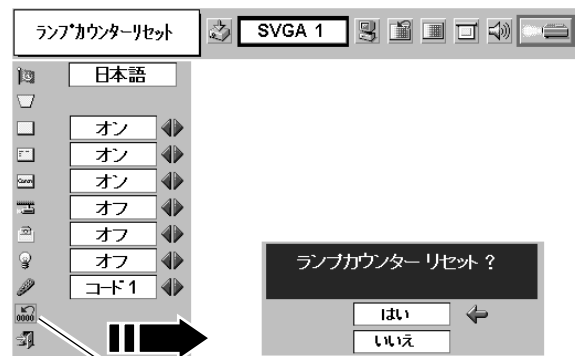 ランプカウンターリセット
SVGA 1
日本語
オン
オン
Canon
オン
オフ
オフ
オフ
コード1
0000
ランプカウンター リセット ?
はい
いいえ